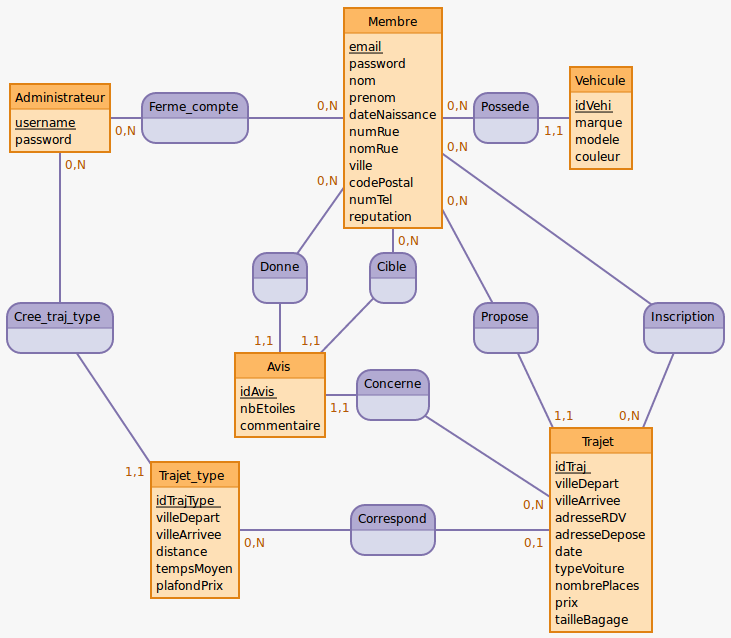 Membre
email
password
nom
prenom
dateNaissance
numRue
nomRue
ville
codePostal
numTel
reputation
Vehicule
idVehi
marque
modele
couleur
Administrateur
username
password
Ferme_compte
0,N
0,N
Possede
0,N
1,1
0,N
0,N
0,N
0,N
0,N
Donne
Cible
Cree_traj_type
Propose
Inscription
1,1
1,1
Avis
idAvis
nbEtoiles
commentaire
Concerne
1,1
1,1
0,N
Trajet
idTraj
villeDepart
villeArrivee
adresseRDV
adresseDepose
date
typeVoiture
nombrePlaces
prix
tailleBagage
1,1
Trajet_type
idTrajType
villeDepart
villeArrivee
distance
tempsMoyen
plafondPrix
0,N
Correspond
0,N
0,1